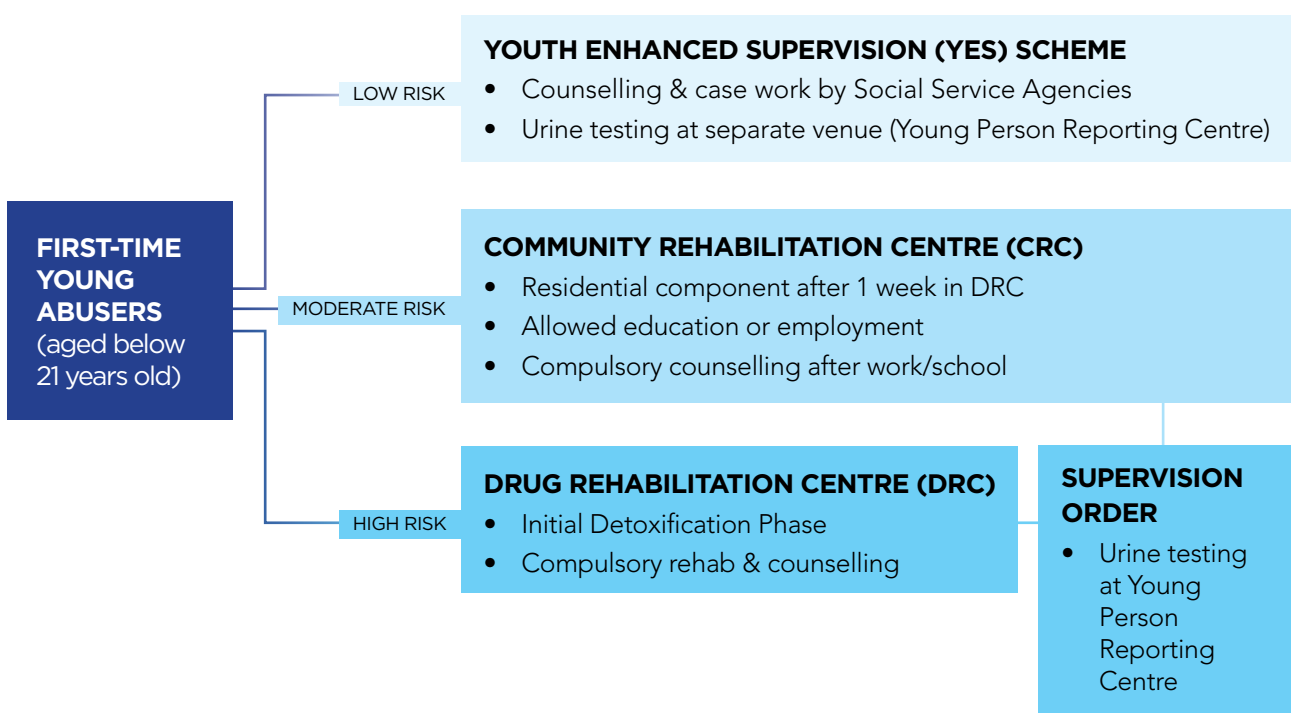 FIRST-TIME
YOUNG
ABUSERS
(aged below
21 years old)
LOW RISK
YOUTH ENHANCED SUPERVISION (YES) SCHEME
• Counselling & case work by Social Service Agencies
• Urine testing at separate venue (Young Person Reporting Centre)
MODERATE RISK
COMMUNITY REHABILITATION CENTRE (CRC)
• Residential component after 1 week in DRC
• Allowed education or employment
• Compulsory counselling after work/school
HIGH RISK
DRUG REHABILITATION CENTRE (DRC)
• Initial Detoxification Phase
• Compulsory rehab & counselling
SUPERVISION
ORDER
• Urine testing
at Young
Person
Reporting
Centre